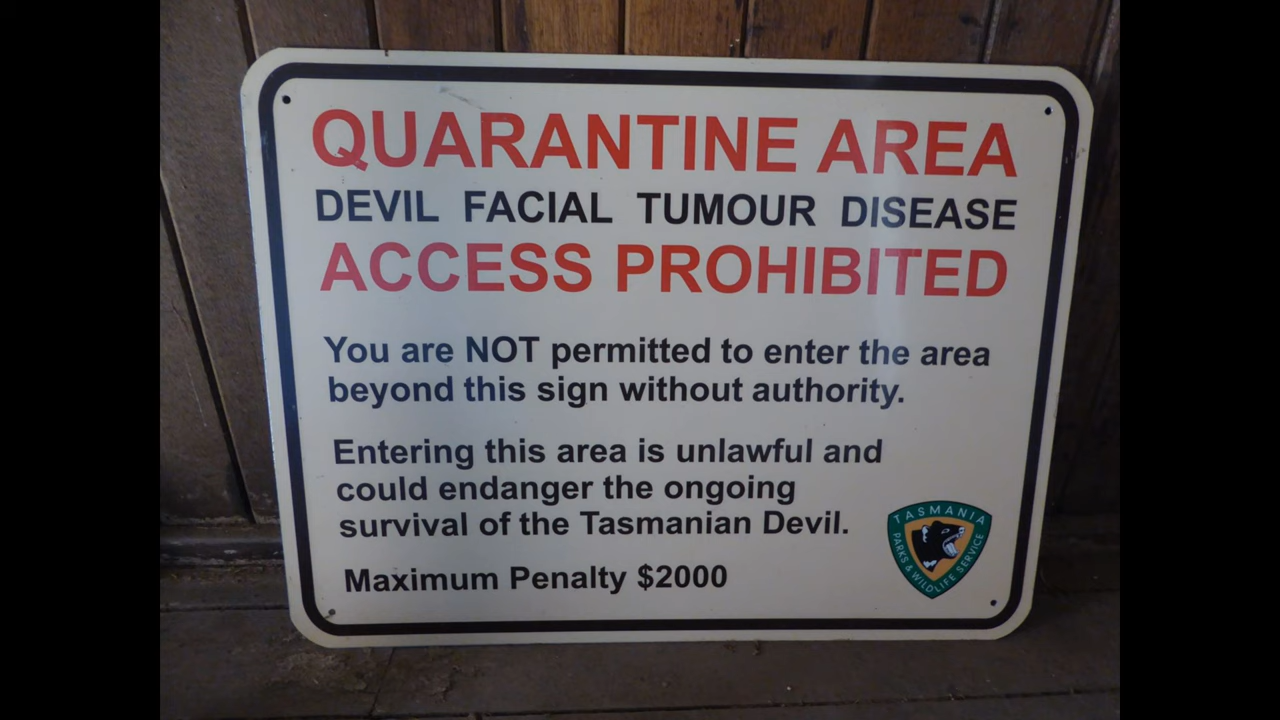 QUARANTINE AREA
DEVIL FACIAL TUMOUR DISEASE
ACCESS PROHIBITED
You are NOT permitted to enter the area
beyond this sign without authority.
Entering this area is unlawful and
could endanger the ongoing
survival of the Tasmanian Devil.
Maximum Penalty $2000
TASMANIA
PARKS & WILDLIFE SERVICE